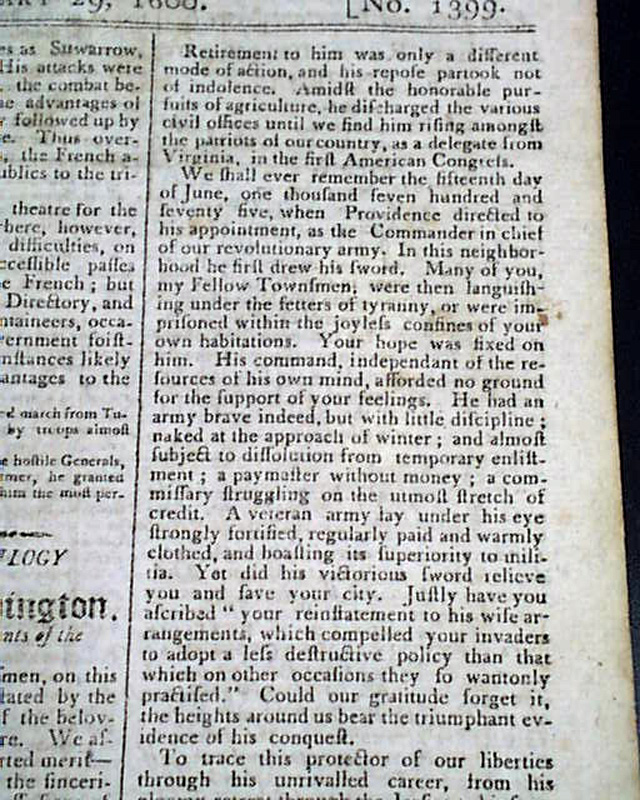 29, 1800.
[No. 1399.
es as Suwarrow,
His attacks were
the combat be-
advantages of
followed up by
Thus over-
the French a-
ublics to the tri-
theatre for the
where, however,
difficulties, on
cceſſible paſſes
French ; but
Directory, and
ntaineers, occa-
ernment foiſt-
mſtances likely
antages to the
ed march from Tu-
by troops almoſt
hoſtile Generals,
he granted
him the moſt per-
LOGY
ington.
nts of the
men, on this
tated by the
f the belov-
re. We aſ-
rted merit—
the ſinceri-
Retirement to him was only a different
mode of action, and his repoſe partook not
of indolence. Amidſt the honorable pur-
ſuits of agriculture, he diſcharged the various
civil offices until we find him riſing amongſt
the patriots of our country, as a delegate from
Virginia, in the firſt American Congreſs.
We ſhall ever remember the fifteenth day
of June, one thouſand ſeven hundred and
ſeventy five, when Providence directed to
his appointment, as the Commander in chief
of our revolutionary army. In this neighbor-
hood he firſt drew his ſword. Many of you,
my Fellow Townſmen, were then languiſh-
ing under the fetters of tyranny, or were im-
priſoned within the joyleſs confines of your
own habitations. Your hope was fixed on
him. His command, independant of the re-
ſources of his own mind, afforded no ground
for the ſupport of your feelings. He had an
army brave indeed, but with little diſcipline ;
naked at the approach of winter ; and almoſt
ſubject to diſſolution from temporary enliſt-
ment ; a paymaſter without money ; a com-
miſſary ſtruggling on the utmoſt ſtretch of
credit. A veteran army lay under his eye
ſtrongly fortified, regularly paid and warmly
clothed, and boaſting its ſuperiority to mili-
tia. Yet did his victorious ſword relieve
you and ſave your city. Juſtly have you
aſcribed " your reinſtatement to his wiſe ar-
rangements, which compelled your invaders
to adopt a leſs deſtructive policy than that
which on other occaſions they ſo wantonly
practiſed." Could our gratitude forget it,
the heights around us bear the triumphant ev-
idence of his conqueſt.
To trace this protector of our liberties
through his unrivalled career, from his